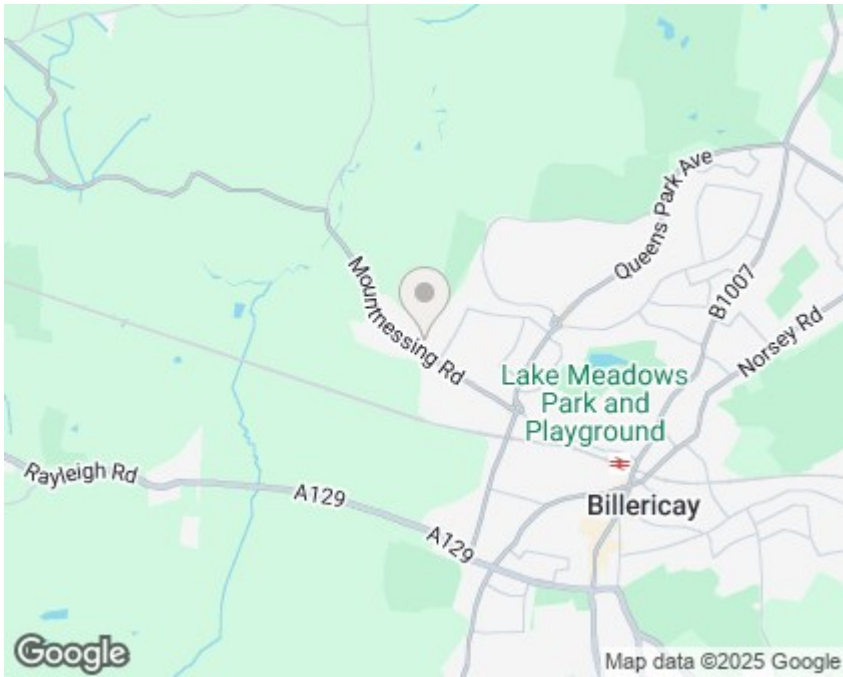 Queens Park Ave
B1007
Norsey Rd
Mountnessing Rd
Lake Meadows
Park and
Playground
Rayleigh Rd
A129
A129
Billericay
Google
Map data ©2025 Google